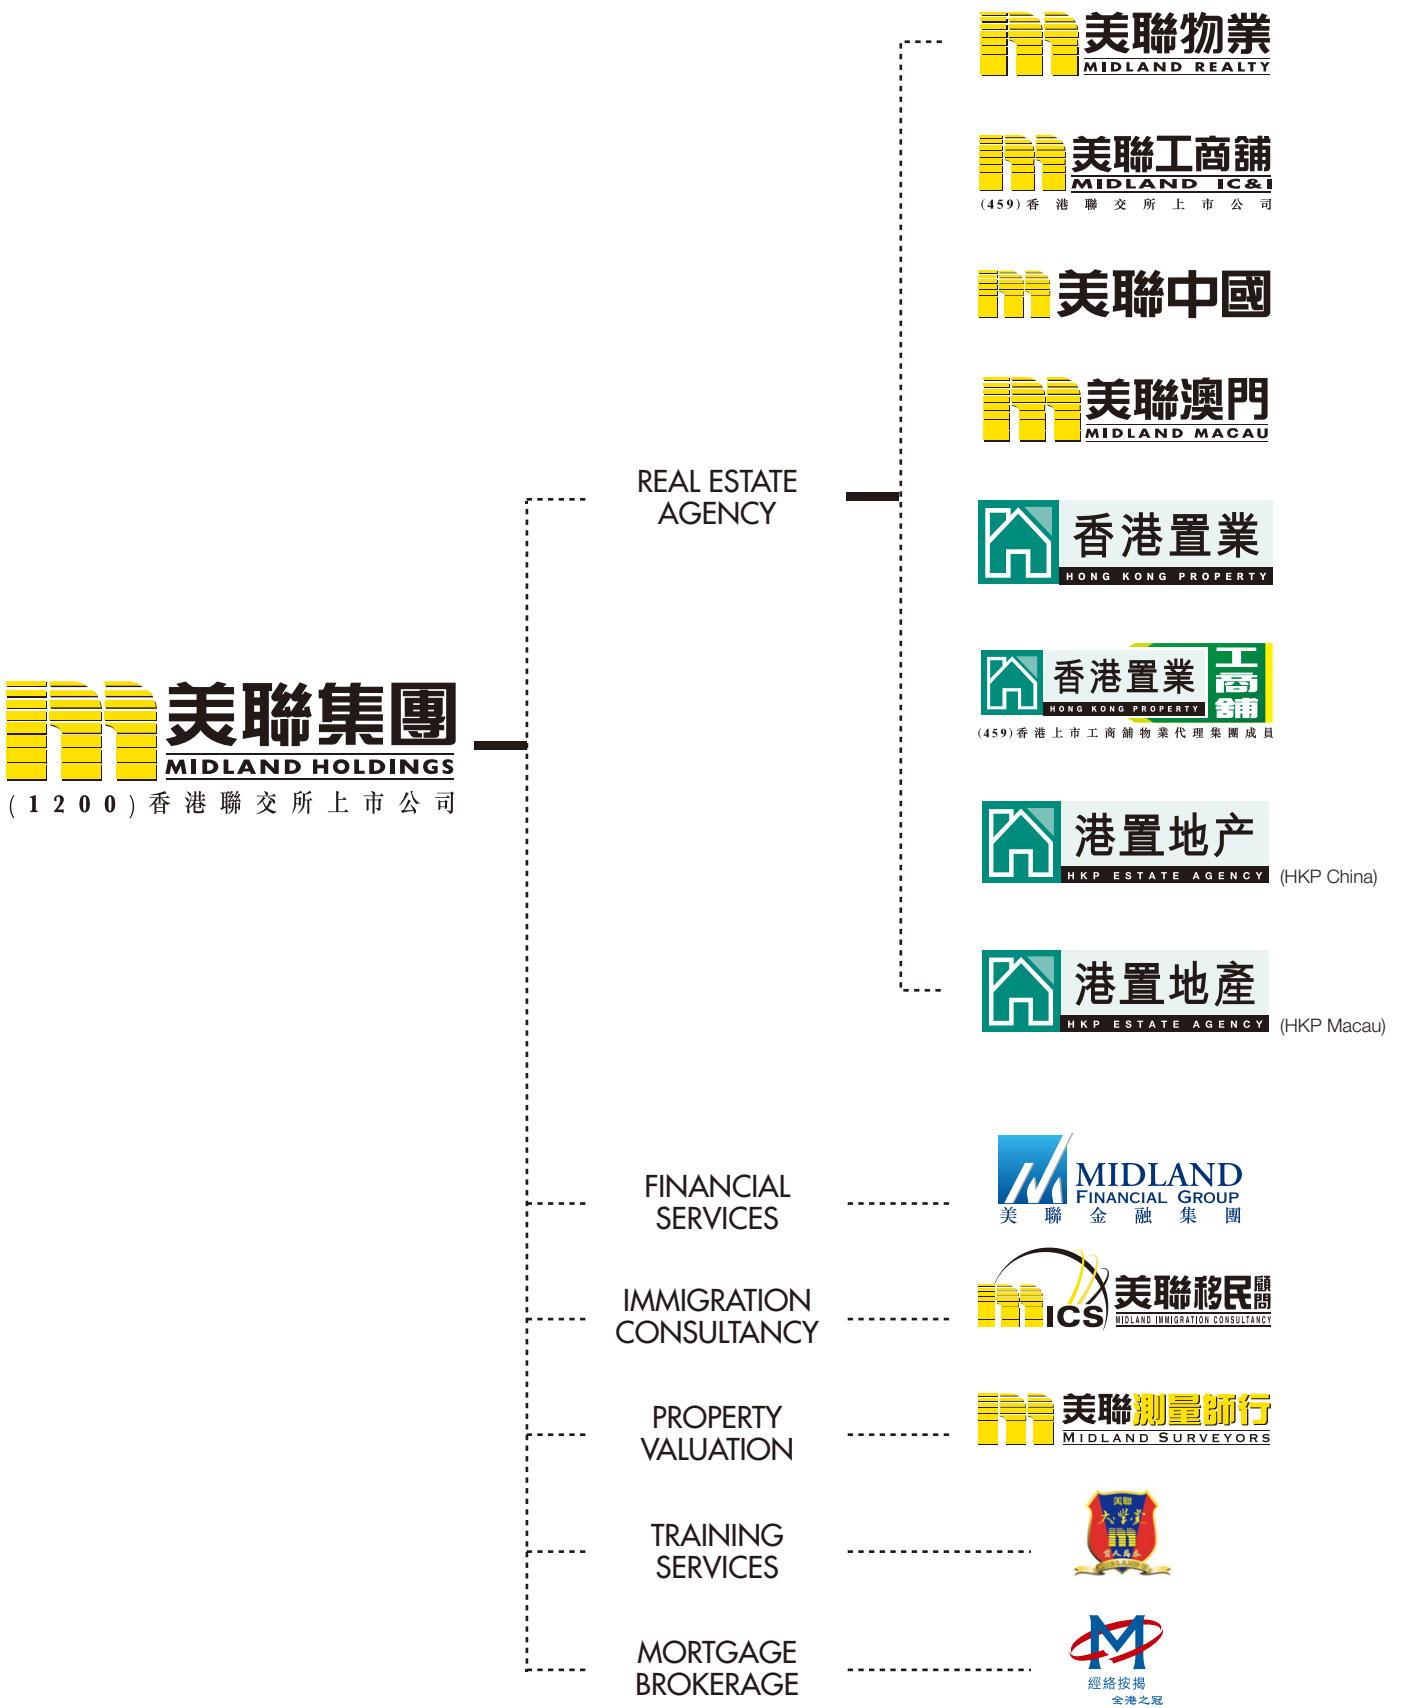 美聯集團
MIDLAND HOLDINGS
(1200)香港聯交所上市公司
REAL ESTATE
AGENCY
美聯物業
MIDLAND REALTY
美聯工商舖
MIDLAND IC&I
(459)香港聯交所上市公司
美聯中國
美聯澳門
MIDLAND MACAU
香港置業
HONG KONG PROPERTY
香港置業
HONG KONG PROPERTY
工商舖
(459)香港上市工商舖物業代理集團成員
港置地产
HKP ESTATE AGENCY
(HKP China)
港置地產
HKP ESTATE AGENCY
(HKP Macau)
FINANCIAL
SERVICES
MIDLAND
FINANCIAL GROUP
美聯金融集團
IMMIGRATION
CONSULTANCY
mICS
美聯移民顧問
MIDLAND IMMIGRATION CONSULTANCY
PROPERTY
VALUATION
美聯測量師行
MIDLAND SURVEYORS
TRAINING
SERVICES
美聯
大學堂
MORTGAGE
BROKERAGE
經絡按揭
全港之冠